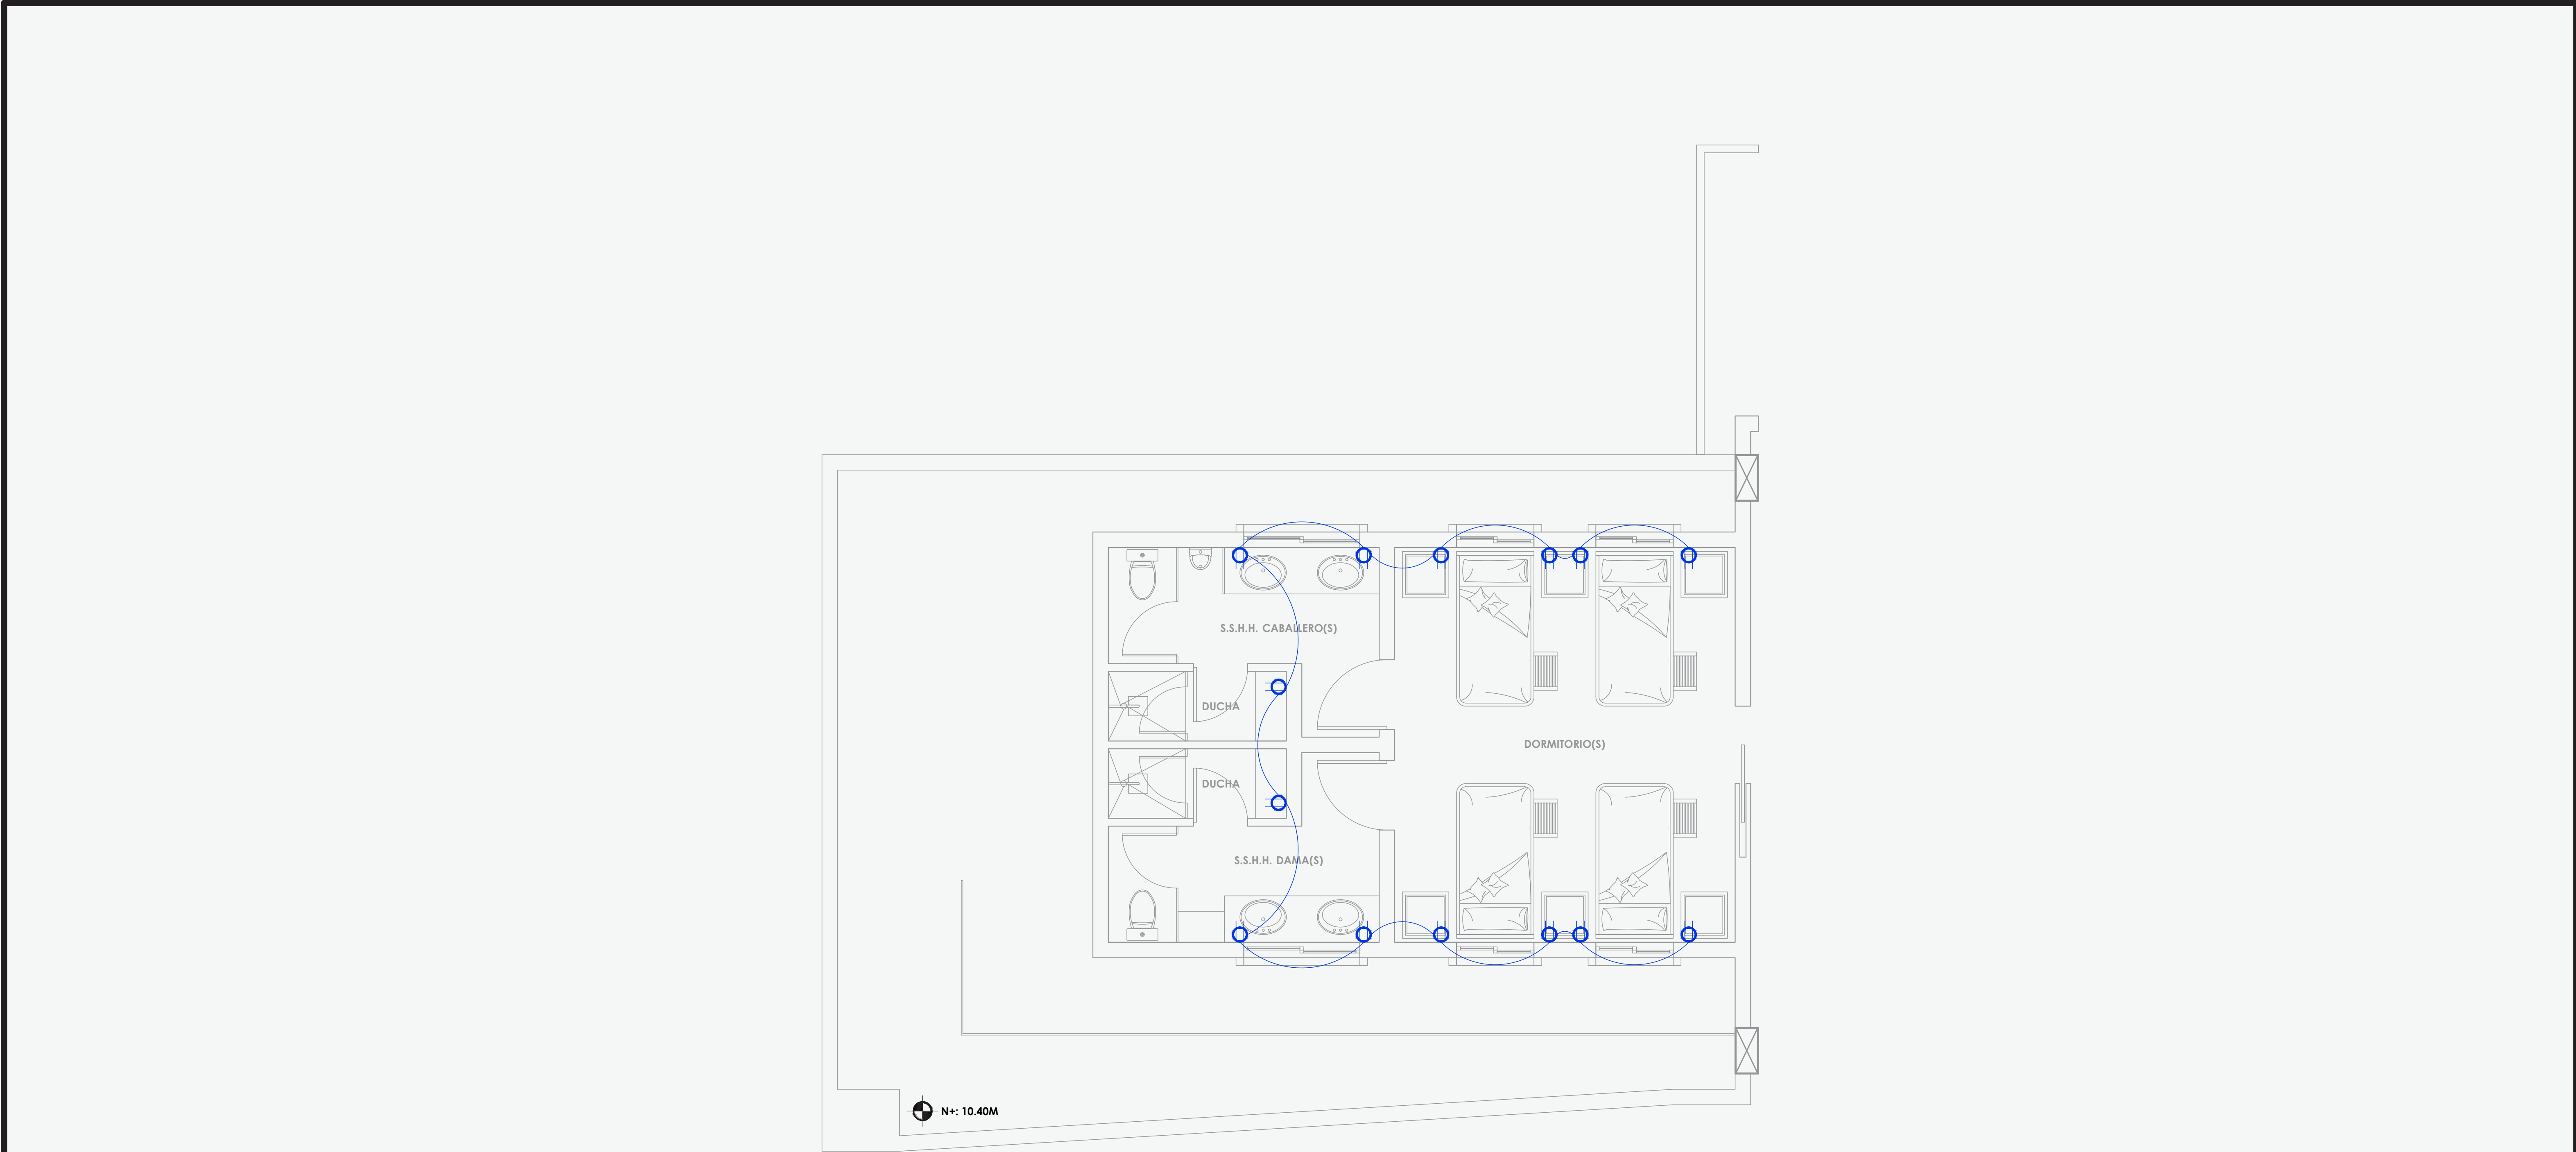 S.S.H.H. CABALLERO(S)
DUCHA
DORMITORIO(S)
DUCHA
S.S.H.H. DAMA(S)
N+: 10.40M